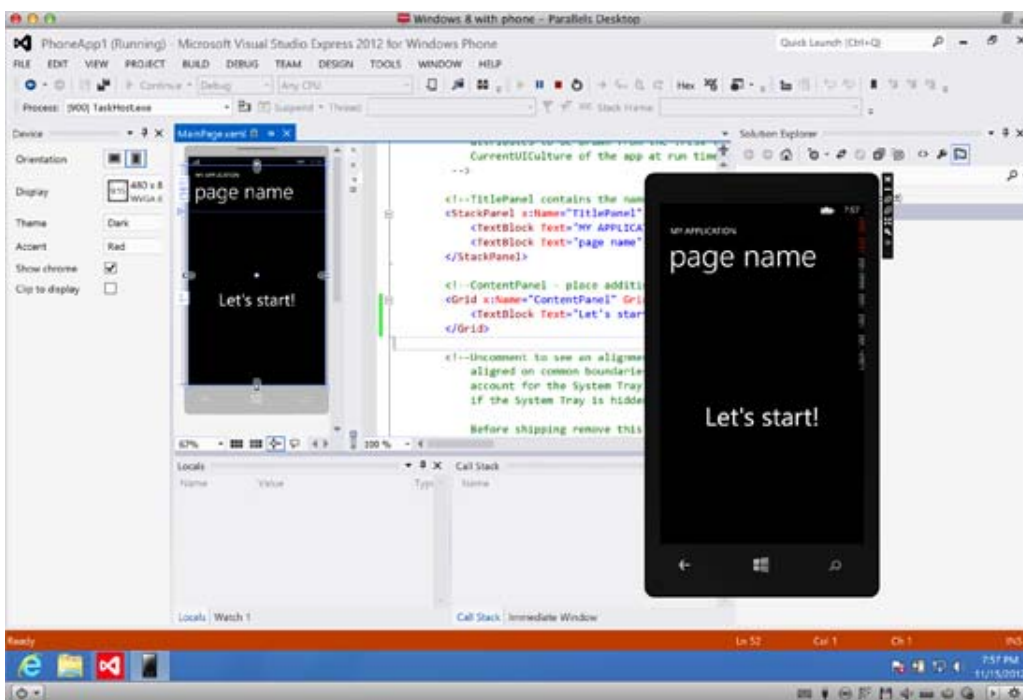 Windows 8 with phone - Parallels Desktop
PhoneApp1 (Running) - Microsoft Visual Studio Express 2012 for Windows Phone
Quick Launch (Ctrl+Q)
FILE EDIT VIEW PROJECT BUILD DEBUG TEAM DESIGN TOOLS WINDOW HELP
Continue Debug Any CPU Hex
Process: [900] TaskHost.exe Suspend Thread: Stack Frame:
Device
Orientation
Display
480 x 8
WVGA
Theme Dark
Accent Red
Show chrome
Clip to display
MainPage.xaml
MY APPLICATION
page name
Let's start!
67%
CurrentUICulture of the app at run time
-->
<!--TitlePanel contains the name
<StackPanel x:Name="TitlePanel"
<TextBlock Text="MY APPLICA
<TextBlock Text="page name"
</StackPanel>
<!--ContentPanel - place additi
<Grid x:Name="ContentPanel" Gri
<TextBlock Text="Let's star
</Grid>
<!--Uncomment to see an alignme
aligned on common boundarie
account for the System Tray
if the System Tray is hidde
Before shipping remove this
100 %
Solution Explorer
7:57
MY APPLICATION
page name
Let's start!
Locals
Name Value Type
Locals Watch 1
Call Stack
Name
Call Stack Immediate Window
Ready Ln 52 Col 1 Ch 1 INS
7:57 PM
11/15/2012